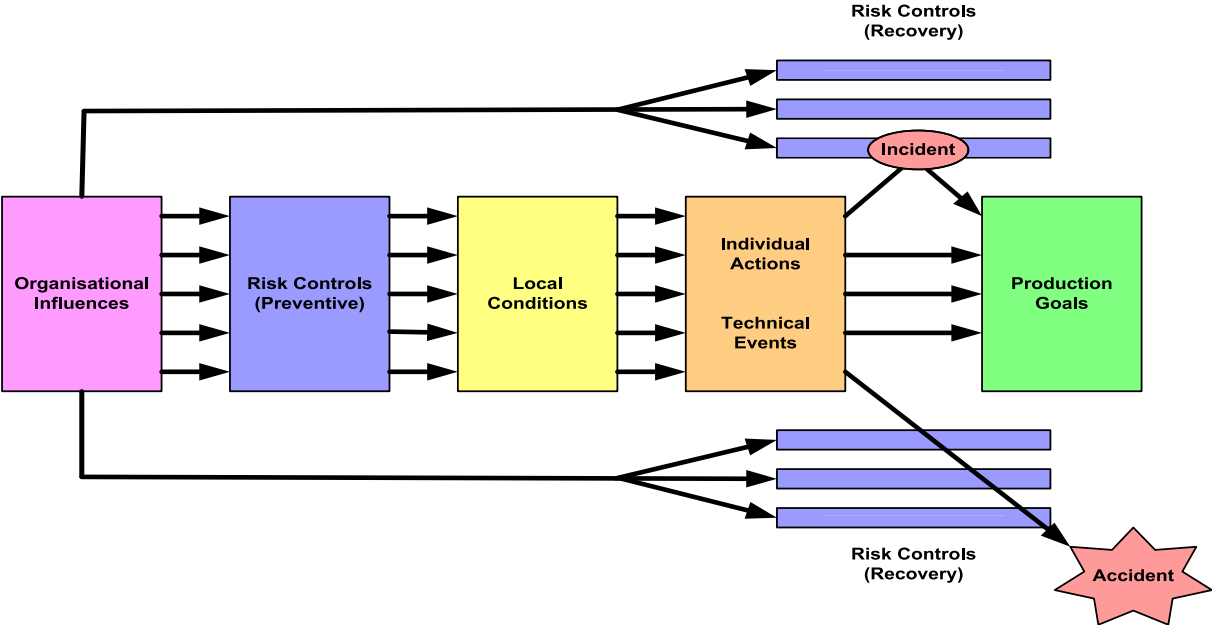 Risk Controls
(Recovery)
Incident
Organisational
Influences
Risk Controls
(Preventive)
Local
Conditions
Individual
Actions
Technical
Events
Production
Goals
Risk Controls
(Recovery)
Accident